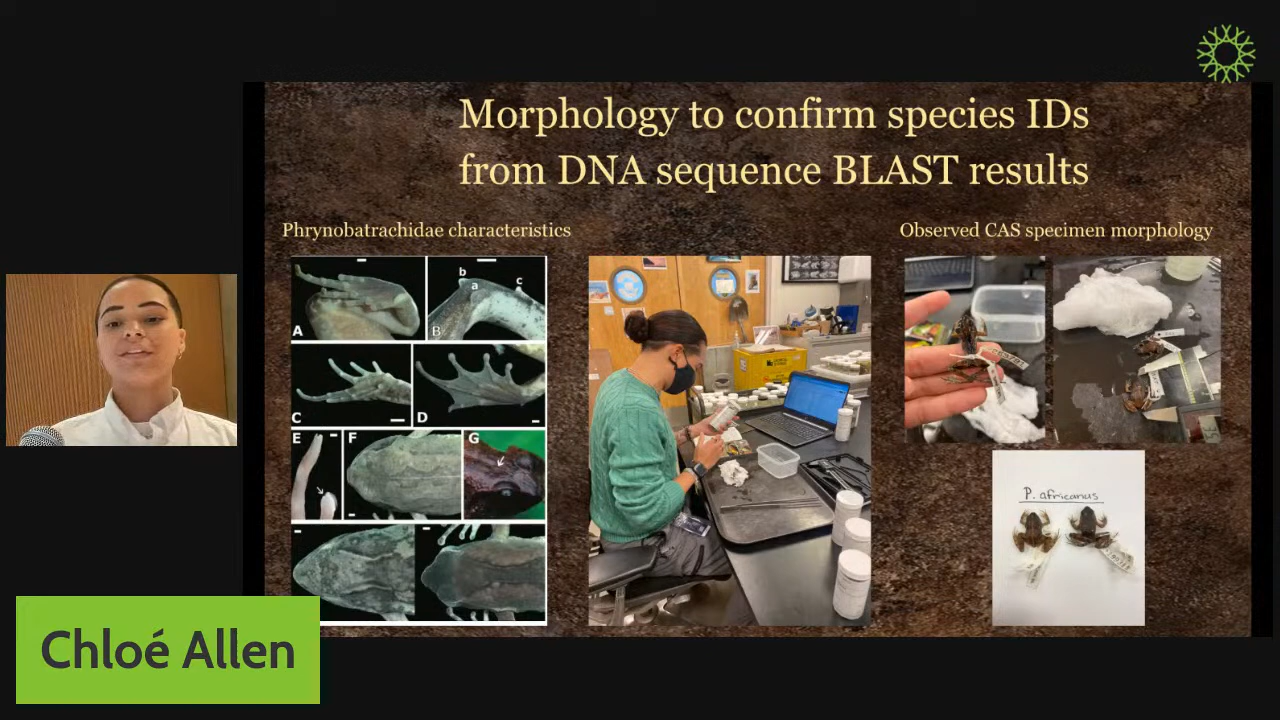 Morphology to confirm species IDs
from DNA sequence BLAST results
Phrynobatrachidae characteristics
Observed CAS specimen morphology
A
b
a
c
B
C
D
E
F
G
P. africanus
Chloé Allen